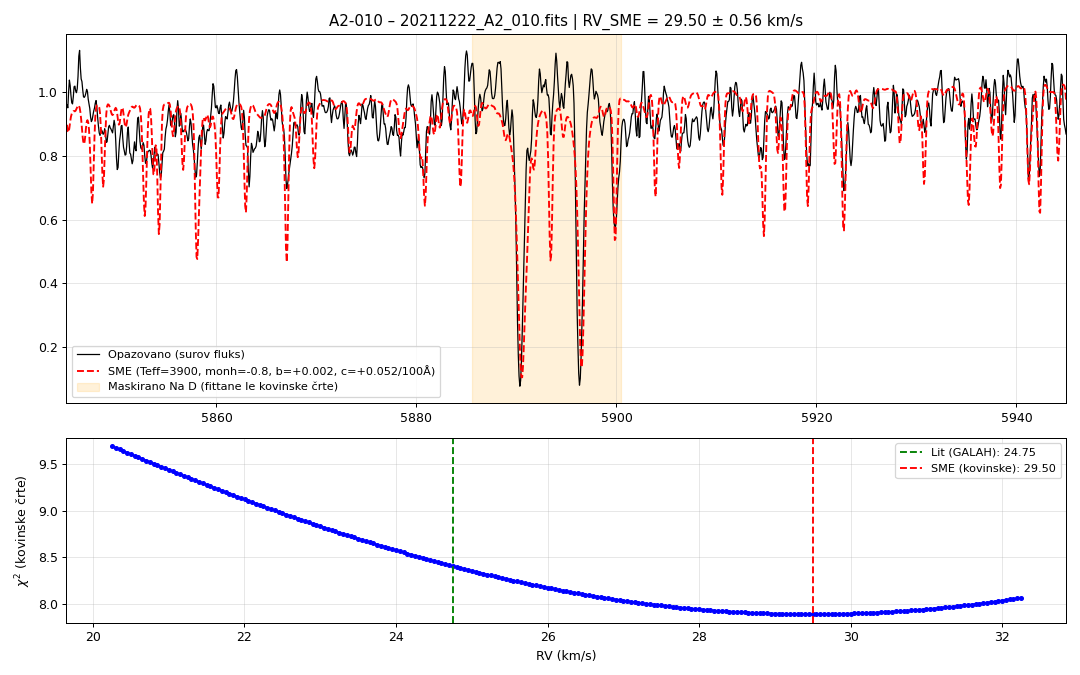 A2-010 – 20211222_A2_010.fits | RV_SME = 29.50 ± 0.56 km/s
1.0
0.8
0.6
0.4
0.2
Opazovano (surov fluks)
SME (Teff=3900, monh=-0.8, b=+0.002, c=+0.052/100Å)
Maskirano Na D (fittane le kovinske črte)
5860 5880 5900 5920 5940
9.5
9.0
8.5
8.0
χ² (kovinske črte)
Lit (GALAH): 24.75
SME (kovinske): 29.50
20 22 24 26 28 30 32
RV (km/s)